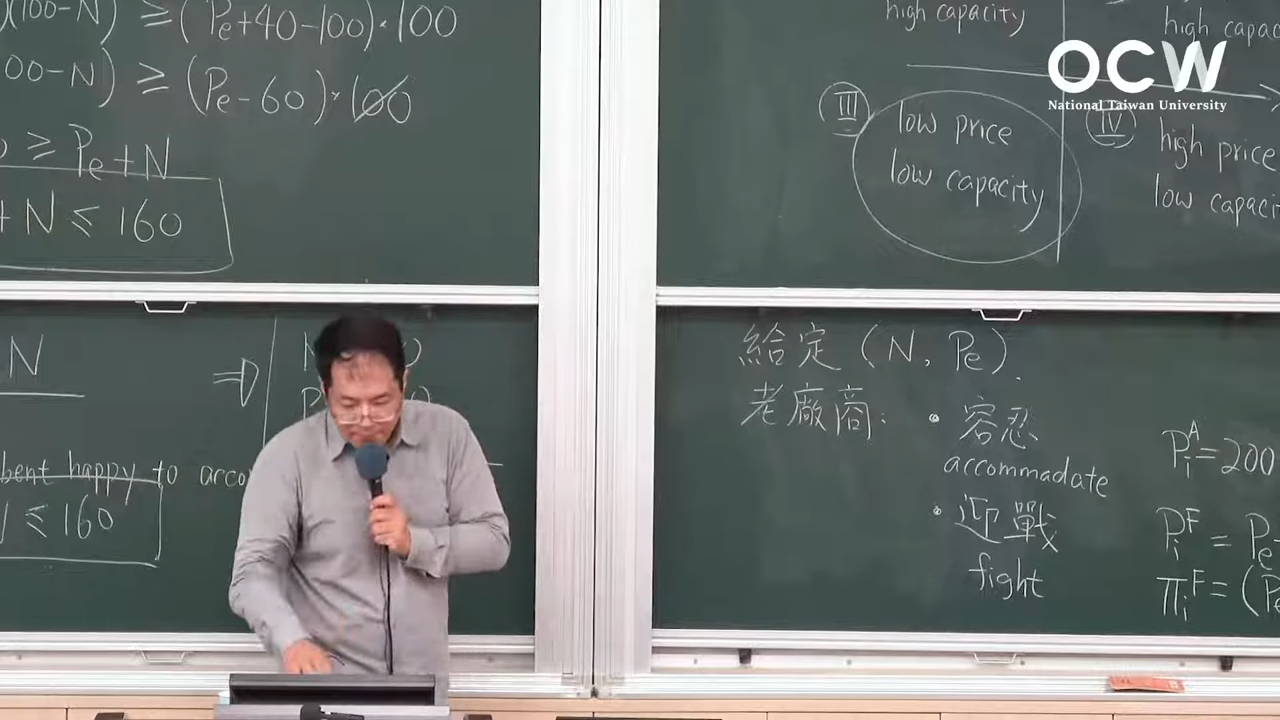 (100-N) ≥ (Pe+40-100)·100
00-N) ≥ (Pe-60)×100
≥ Pe+N
+ N ≤ 160
N
bent happy to acco
≤ 160
high capacity
high capac
III
low price
low capacity
IV
high price
low capaci
OCW
National Taiwan University
給定 (N, Pe).
老廠商:
• 容忍
accommadate
• 迎戰
fight
Pᵢᴬ=200
Pᵢᶠ = Pe
πᵢᶠ = (P